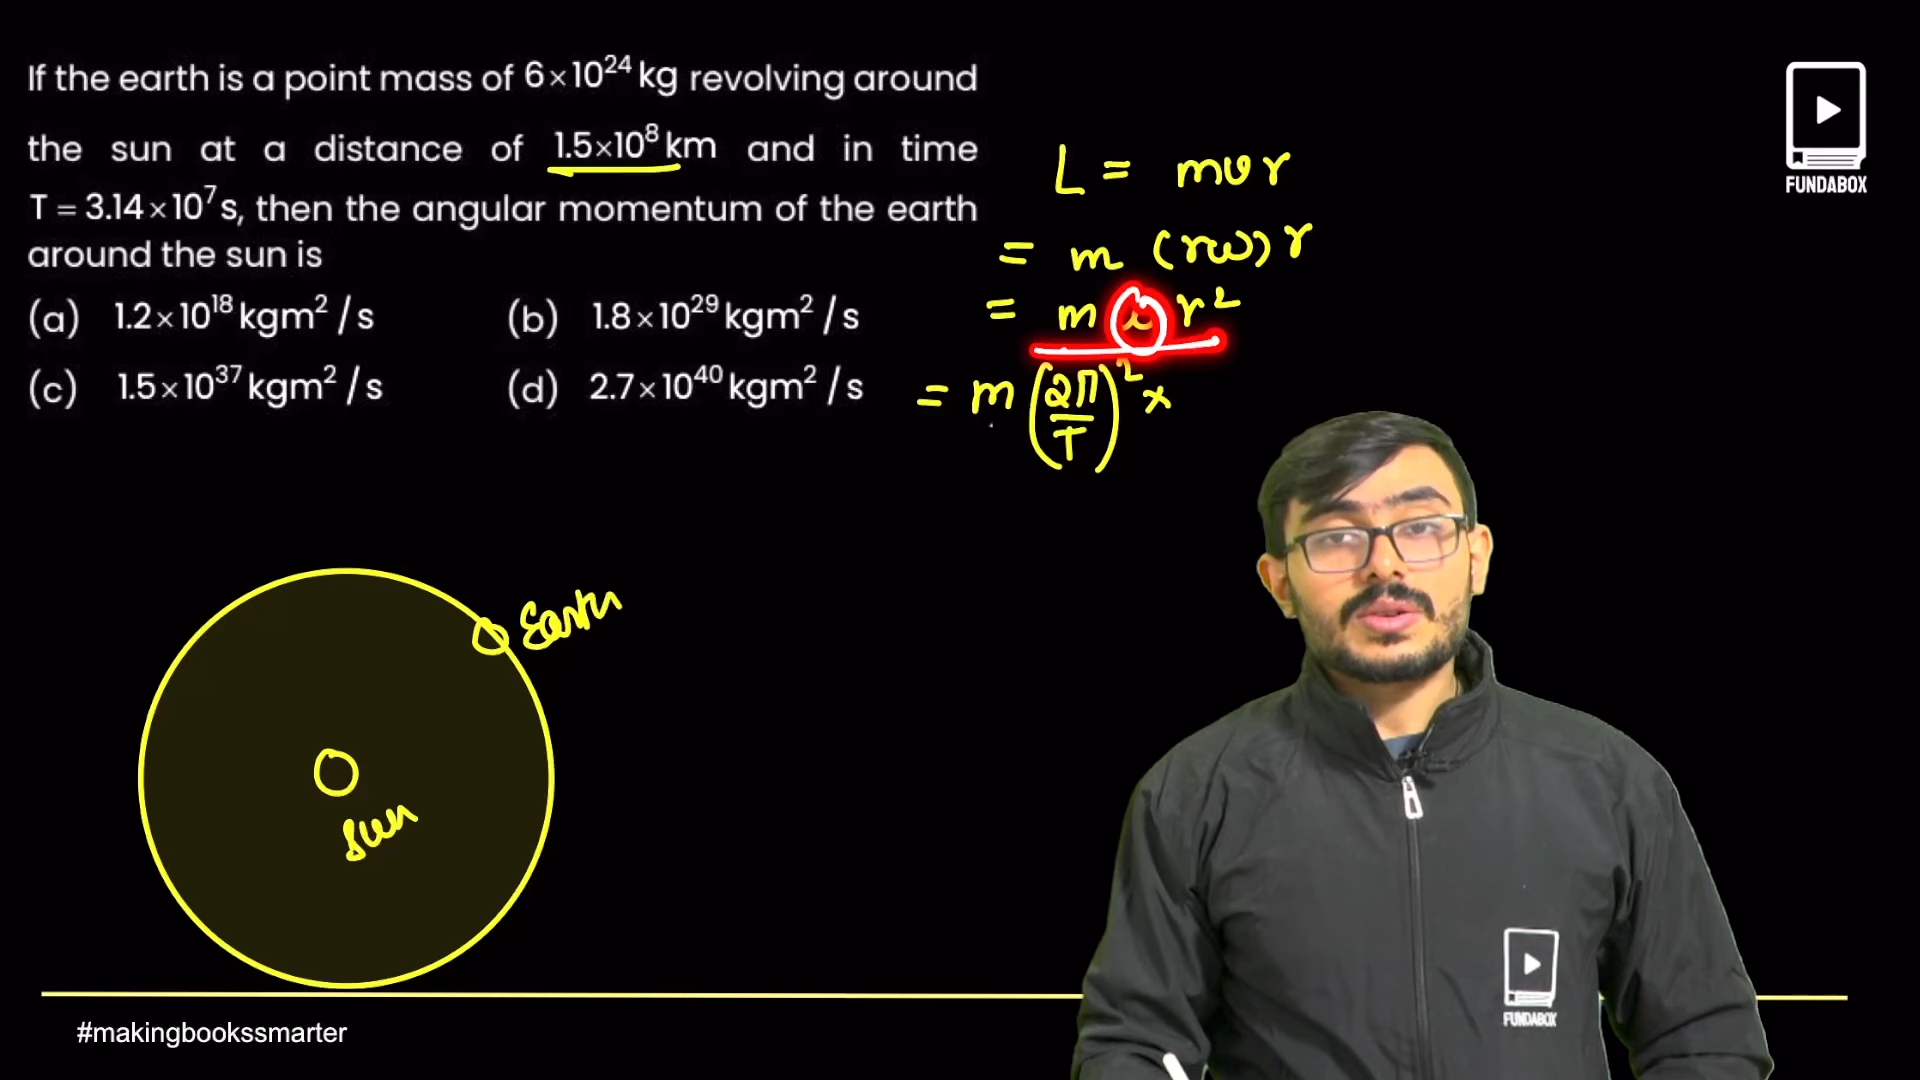 If the earth is a point mass of 6×10²⁴ kg revolving around
the sun at a distance of 1.5×10⁸ km and in time
T = 3.14×10⁷ s, then the angular momentum of the earth
around the sun is
(a) 1.2×10¹⁸ kgm² / s
(b) 1.8×10²⁹ kgm² / s
(c) 1.5×10³⁷ kgm² / s
(d) 2.7×10⁴⁰ kgm² / s
L = mvr
= m (rω) r
= m r²
= m (2π/T)² ×
Earth
Sun
FUNDABOX
FUNDABOX
#makingbookssmarter